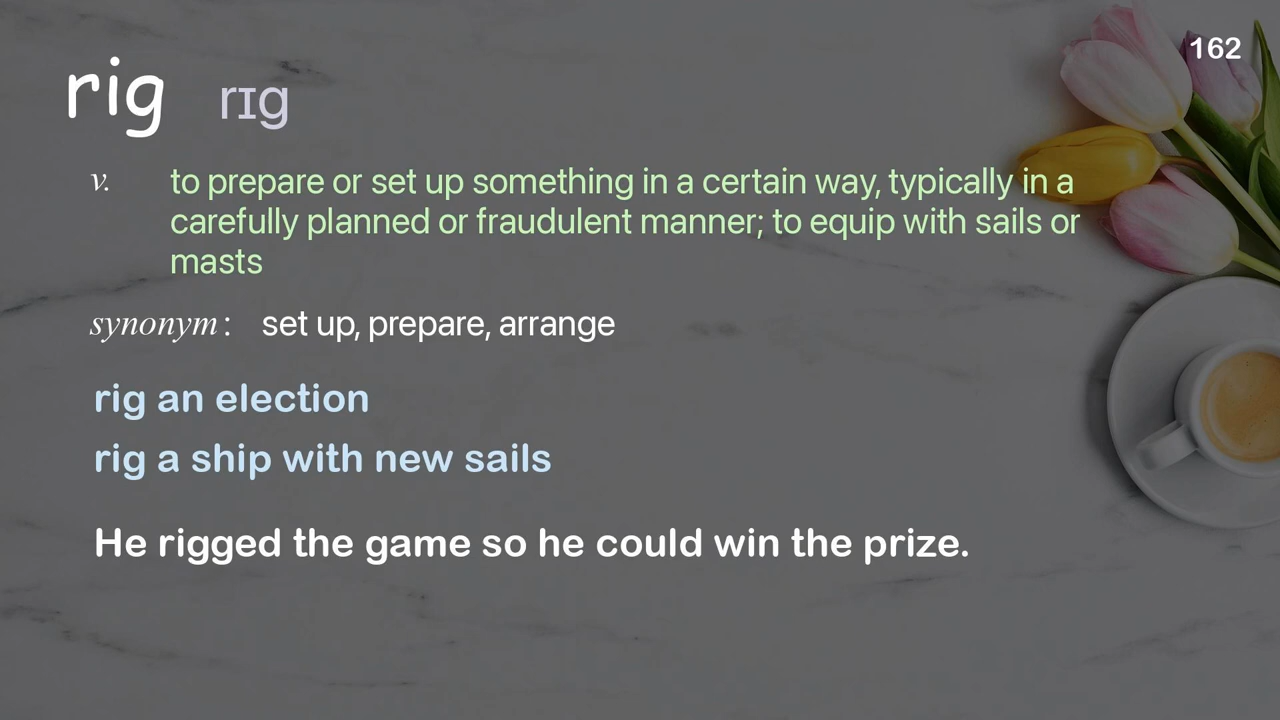 162
rig rɪg
v. to prepare or set up something in a certain way, typically in a
carefully planned or fraudulent manner; to equip with sails or
masts
synonym: set up, prepare, arrange
rig an election
rig a ship with new sails
He rigged the game so he could win the prize.